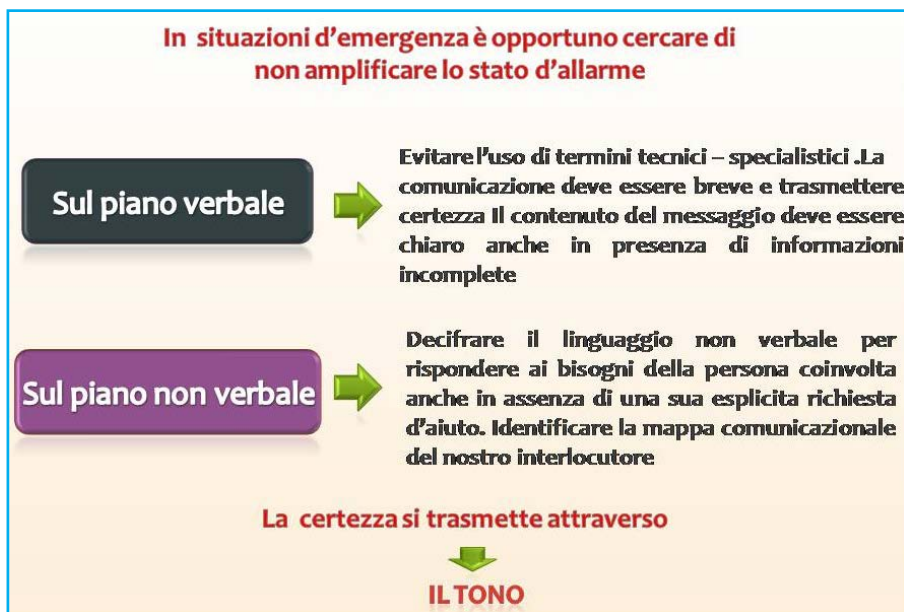 In situazioni d'emergenza è opportuno cercare di
non amplificare lo stato d'allarme
Sul piano verbale
Evitare l'uso di termini tecnici – specialistici .La
comunicazione deve essere breve e trasmettere
certezza Il contenuto del messaggio deve essere
chiaro anche in presenza di informazioni
incomplete
Sul piano non verbale
Decifrare il linguaggio non verbale per
rispondere ai bisogni della persona coinvolta
anche in assenza di una sua esplicita richiesta
d'aiuto. Identificare la mappa comunicazionale
del nostro interlocutore
La certezza si trasmette attraverso
IL TONO